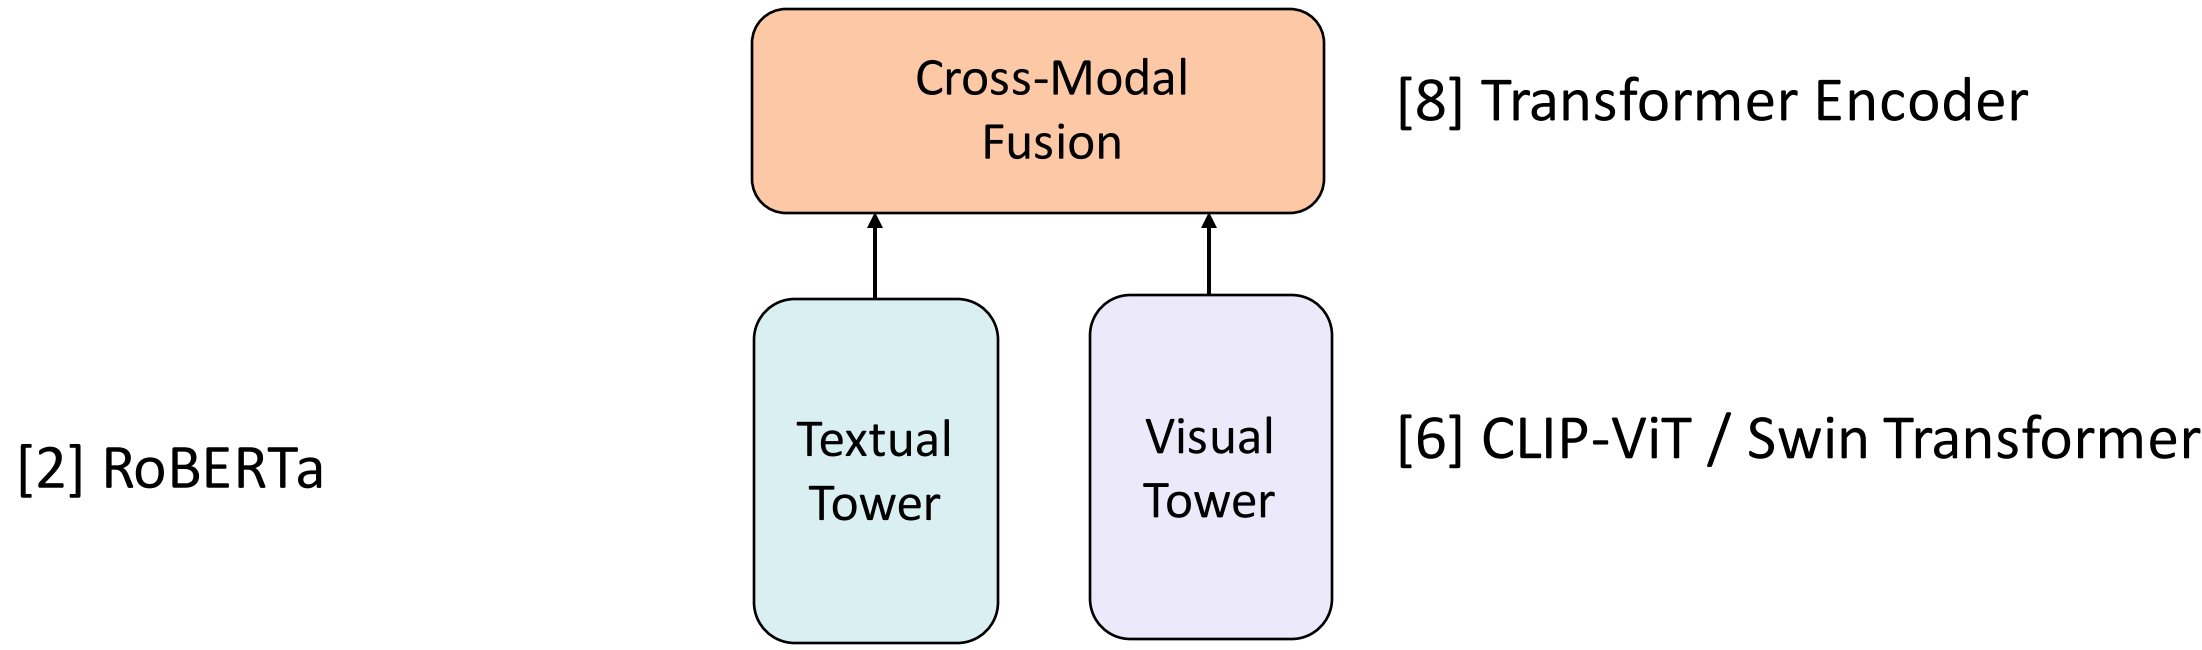 Cross-Modal
Fusion
[8] Transformer Encoder
[2] RoBERTa
Textual
Tower
Visual
Tower
[6] CLIP-ViT / Swin Transformer